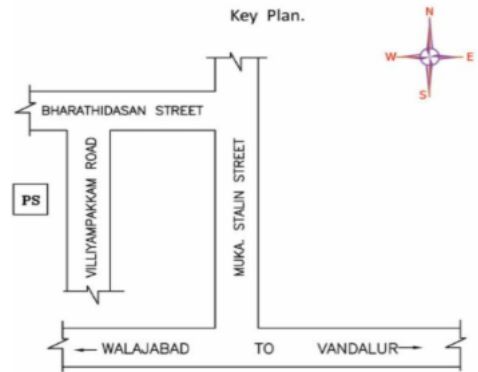 Key Plan.
N
W
E
S
BHARATHIDASAN STREET
VILLIYAMPAKKAM ROAD
PS
MUKA. STALIN STREET
← WALAJABAD TO VANDALUR →